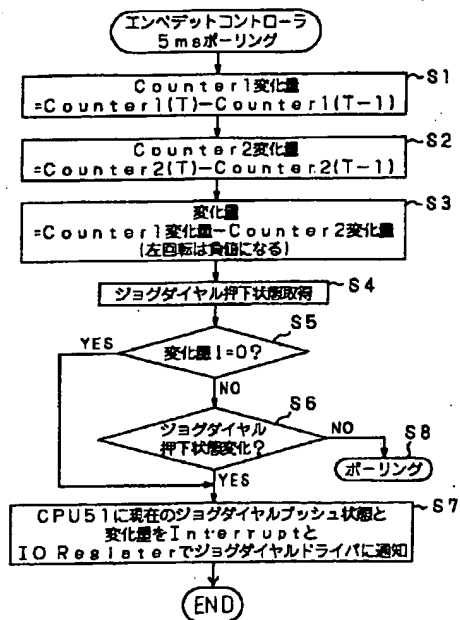 エンベデットコントローラ
5msポーリング
S1
Counter1変化量
=Counter1(T)-Counter1(T-1)
S2
Counter2変化量
=Counter2(T)-Counter2(T-1)
S3
変化量
=Counter1変化量-Counter2変化量
(左回転は負値になる)
S4
ジョグダイヤル押下状態取得
S5
変化量!=0?
YES
NO
S6
ジョグダイヤル
押下状態変化?
NO
YES
S8
ポーリング
S7
CPU51に現在のジョグダイヤルプッシュ状態と
変化量をInterruptと
IO Registerでジョグダイヤルドライバに通知
END